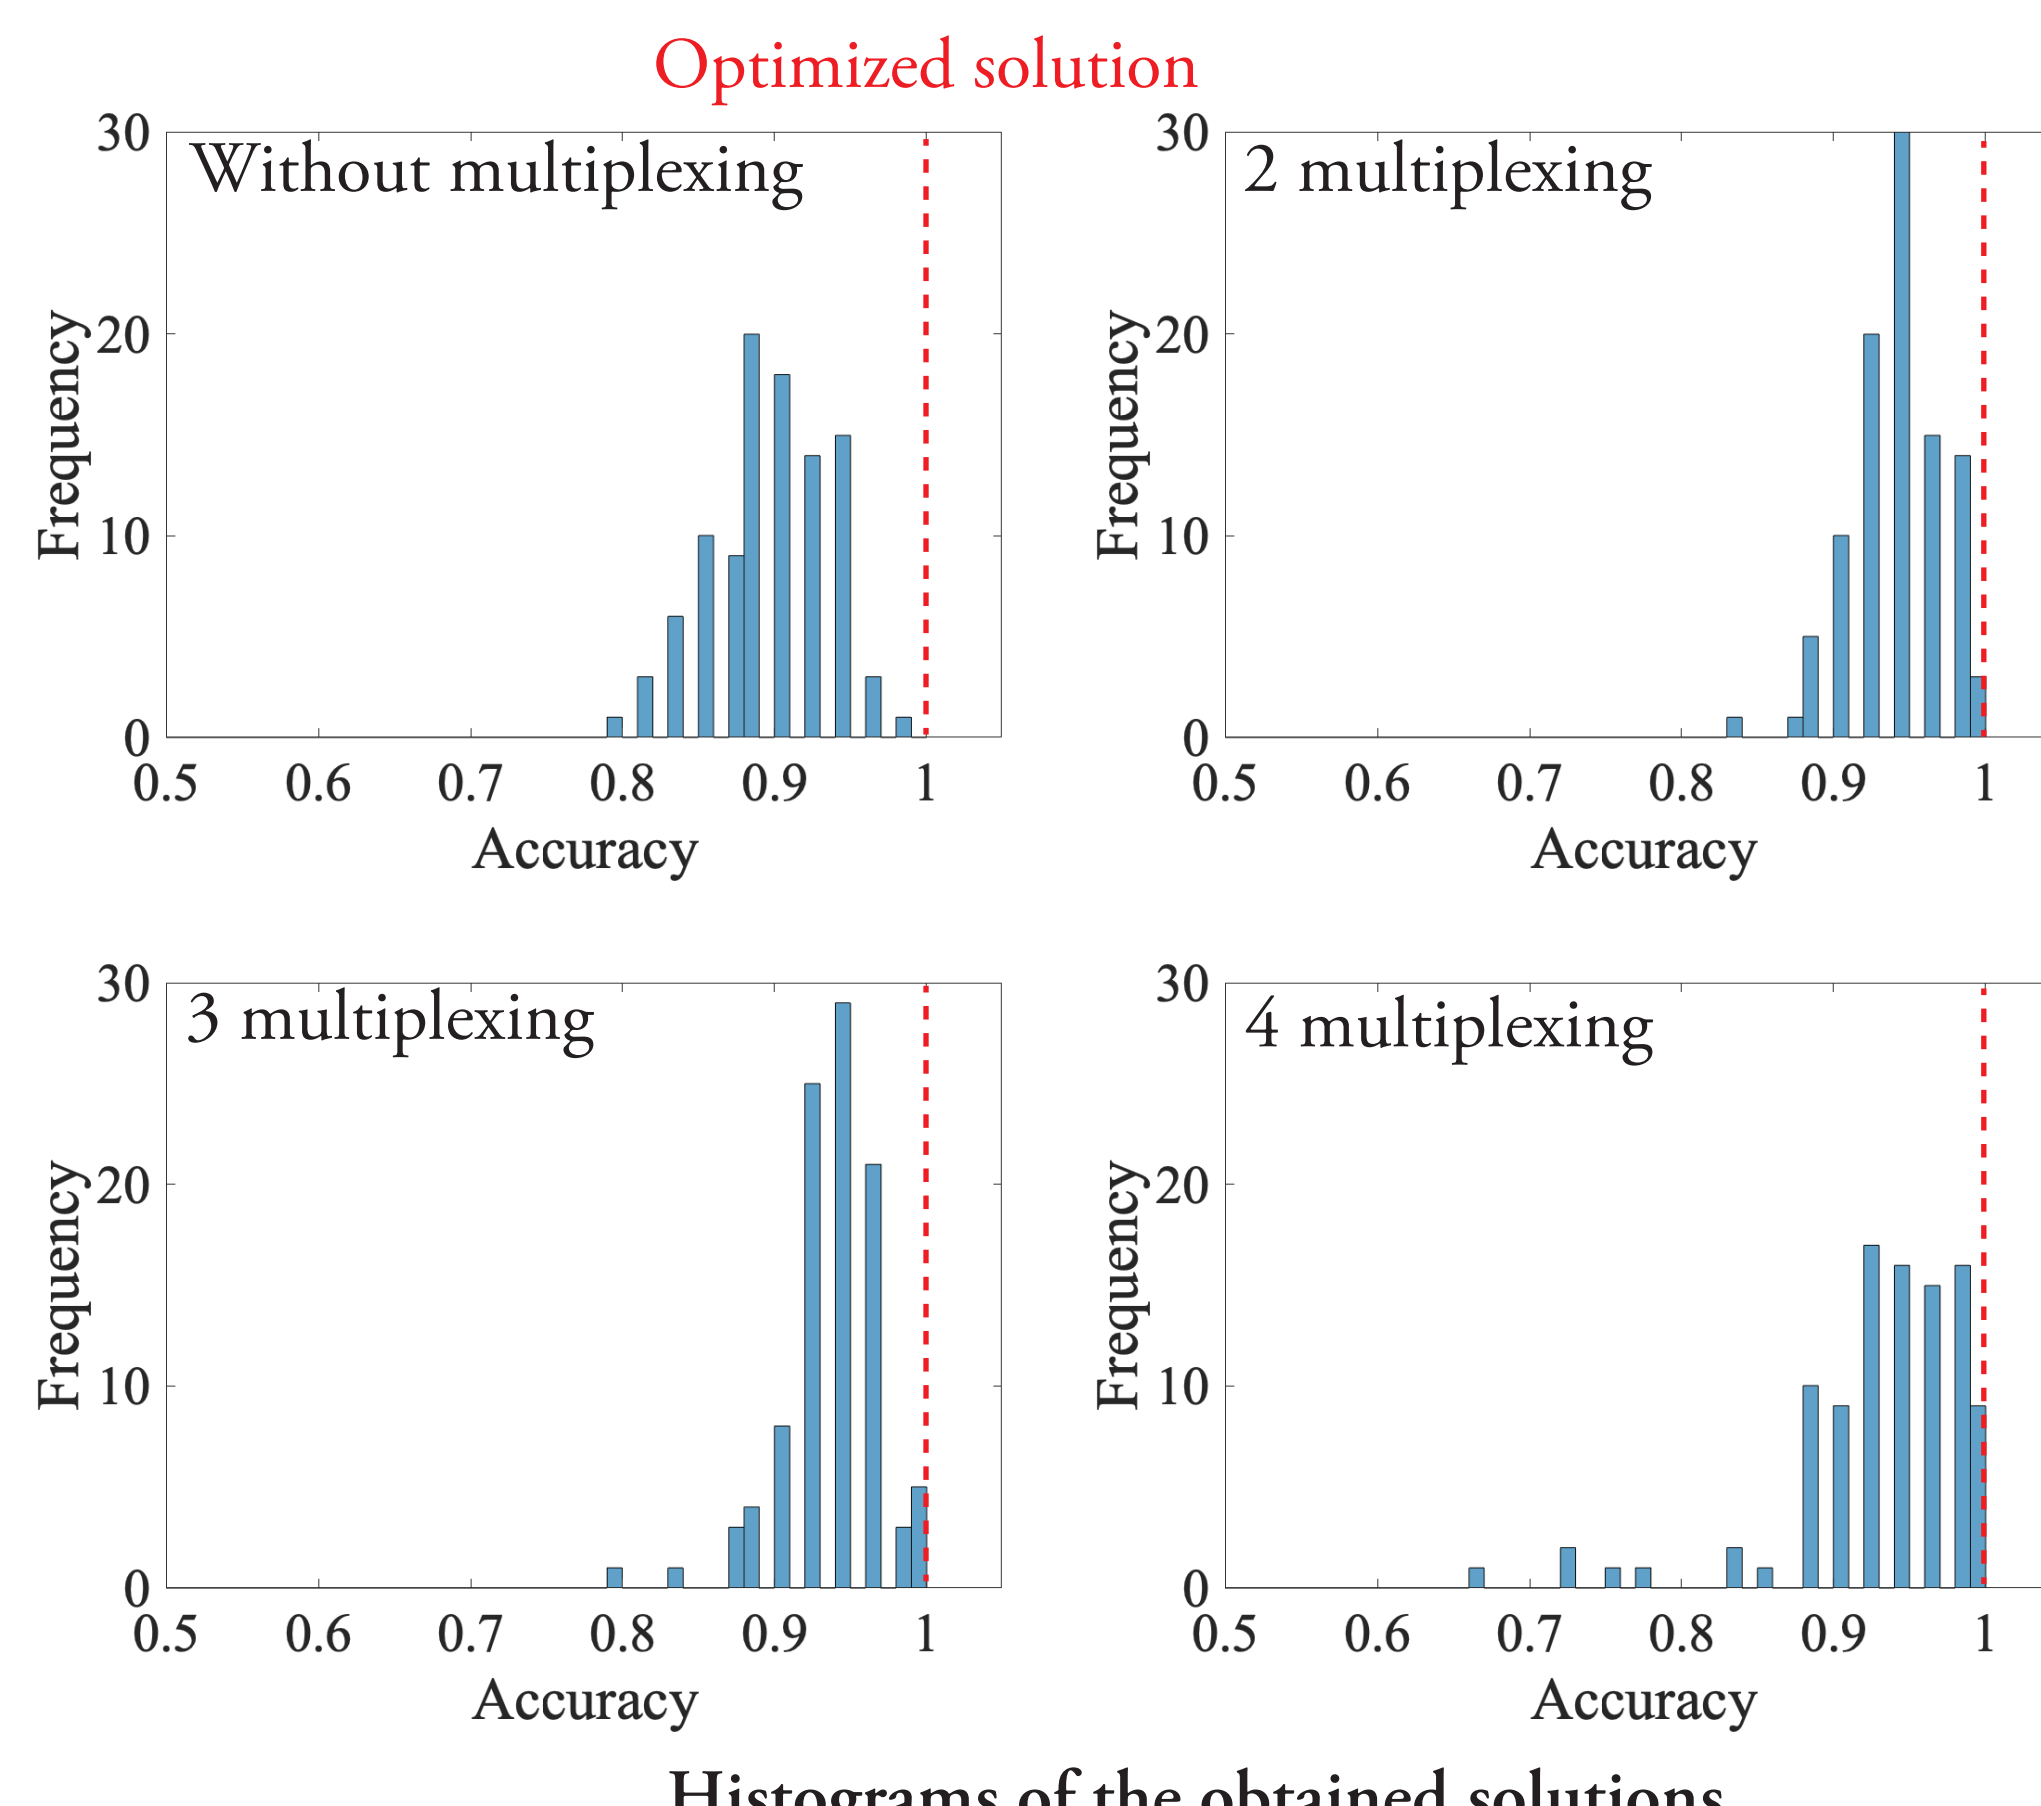 Optimized solution
Without multiplexing
30
20
10
0
Frequency
0.5 0.6 0.7 0.8 0.9 1
Accuracy
2 multiplexing
30
20
10
0
Frequency
0.5 0.6 0.7 0.8 0.9 1
Accuracy
3 multiplexing
30
20
10
0
Frequency
0.5 0.6 0.7 0.8 0.9 1
Accuracy
4 multiplexing
30
20
10
0
Frequency
0.5 0.6 0.7 0.8 0.9 1
Accuracy
Histograms of the obtained solutions